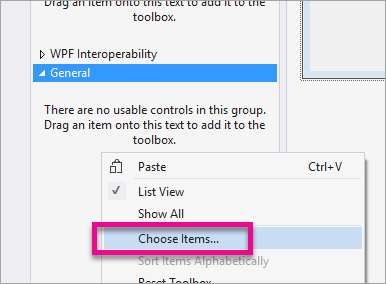 Drag an item onto this text to add it to the
toolbox.
WPF Interoperability
General
There are no usable controls in this group.
Drag an item onto this text to add it to the
toolbox.
Paste Ctrl+V
List View
Show All
Choose Items...
Sort Items Alphabetically
Reset Toolbox